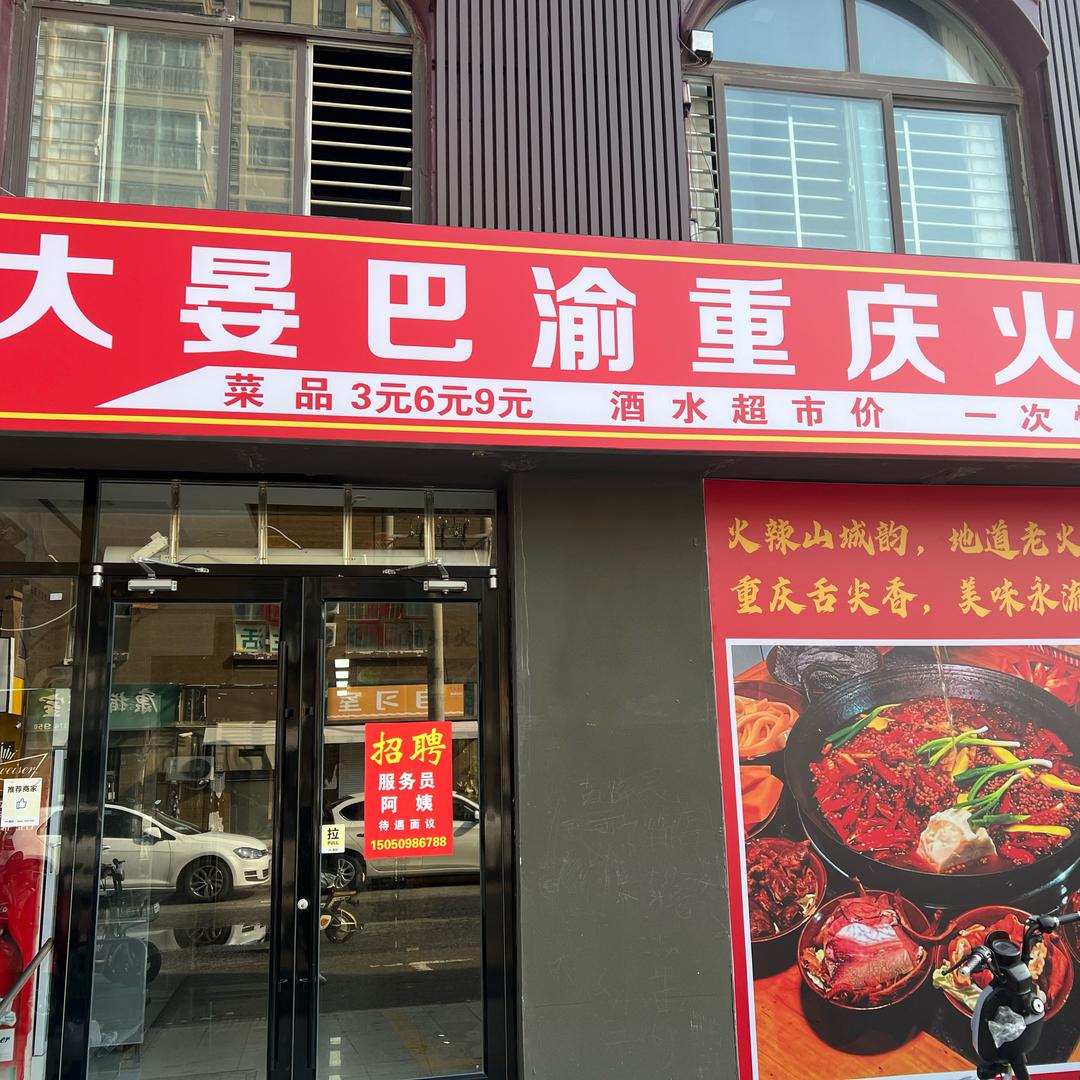 大晏巴渝重庆火
菜品3元6元9元 酒水超市价 一次
火辣山城韵，地道老火
重庆舌尖香，美味永流
招聘
服务员
阿姨
待遇面议
15050986788
拉
PULL
推荐商家
自习室